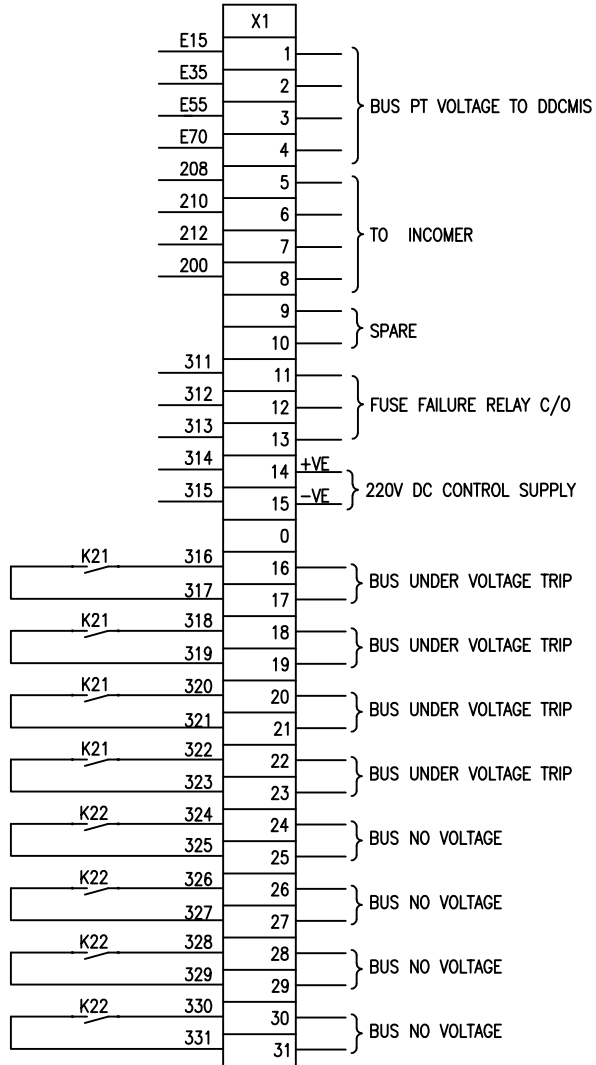 X1
E15 1
E35 2
BUS PT VOLTAGE TO DDCMIS
E55 3
E70 4
208 5
210 6
TO INCOMER
212 7
200 8
9
SPARE
10
311 11
312 12 FUSE FAILURE RELAY C/O
313 13
314 14 +VE
220V DC CONTROL SUPPLY
315 15 -VE
0
K21 316 16
BUS UNDER VOLTAGE TRIP
317 17
K21 318 18
BUS UNDER VOLTAGE TRIP
319 19
K21 320 20
BUS UNDER VOLTAGE TRIP
321 21
K21 322 22
BUS UNDER VOLTAGE TRIP
323 23
K22 324 24
BUS NO VOLTAGE
325 25
K22 326 26
BUS NO VOLTAGE
327 27
K22 328 28
BUS NO VOLTAGE
329 29
K22 330 30
BUS NO VOLTAGE
331 31